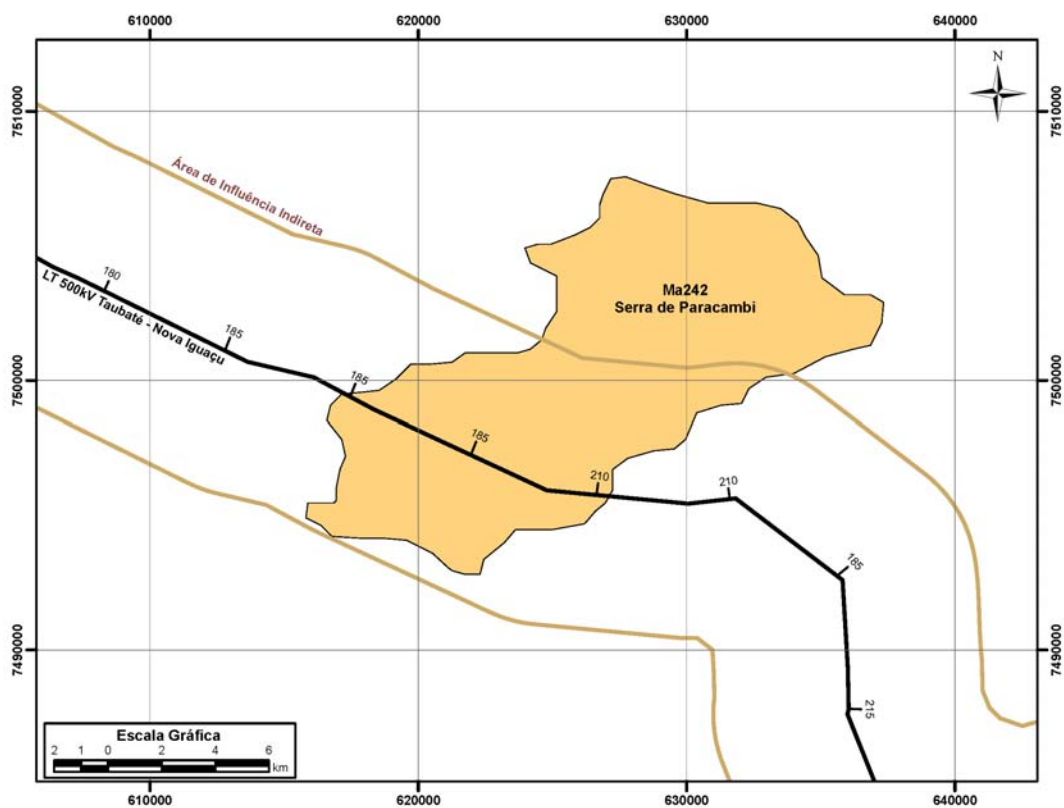 610000
620000
630000
640000
N
7510000
7510000
Área de Influência Indireta
180
LT 500kV Taubaté - Nova Iguaçu
185
Ma242
Serra de Paracambi
7500000
7500000
185
185
210
210
185
7490000
7490000
215
Escala Gráfica
2 1 0 2 4 6
km
610000
620000
630000
640000